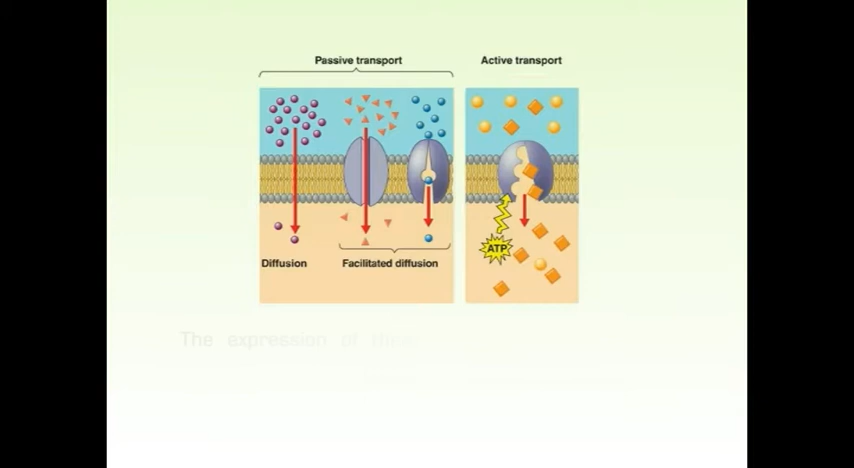 Passive transport
Active transport
ATP
Diffusion
Facilitated diffusion
The expression of